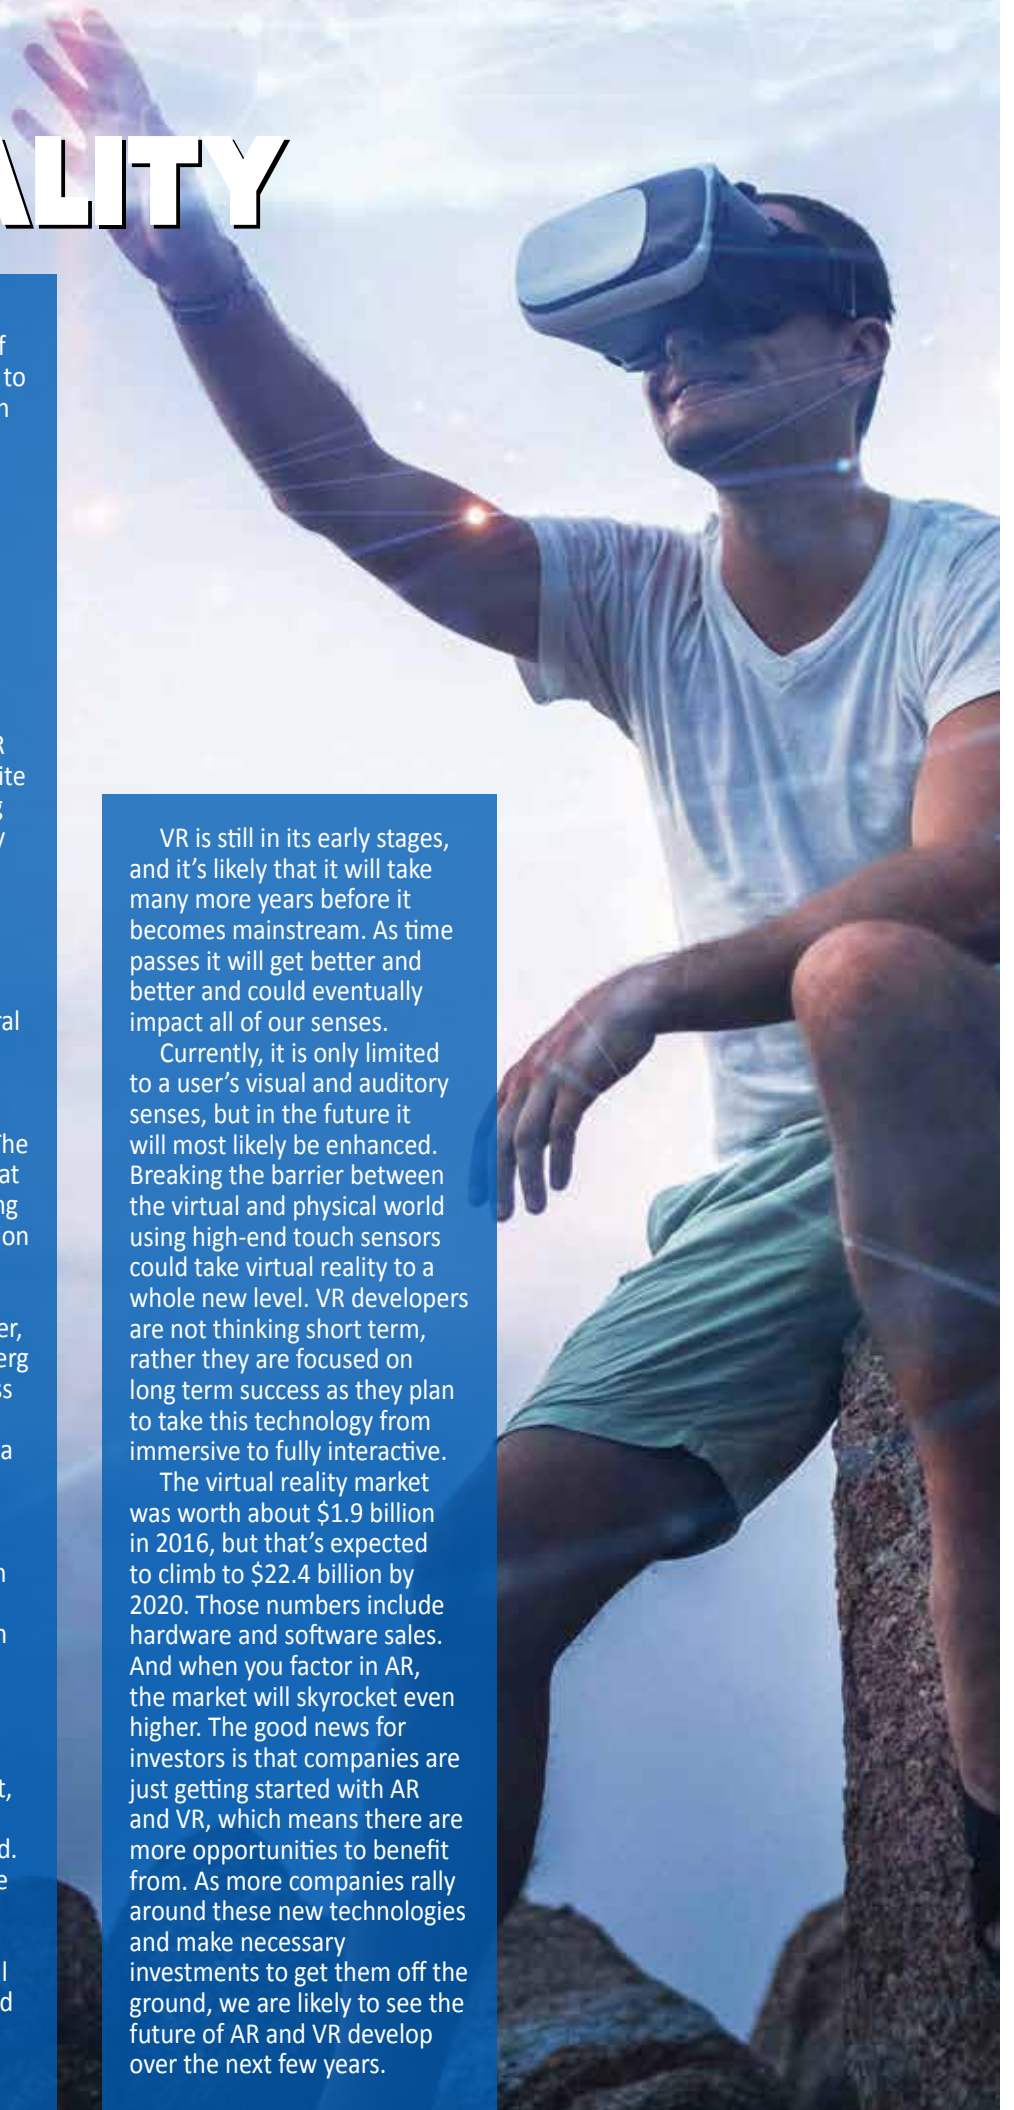 ALITY
f
to
n
R
ite
g
y
al
The
at
ng
on
er,
erg
ss
a
n
n
t,
d.
e
l
d
VR is still in its early stages,
and it’s likely that it will take
many more years before it
becomes mainstream. As time
passes it will get better and
better and could eventually
impact all of our senses.
Currently, it is only limited
to a user’s visual and auditory
senses, but in the future it
will most likely be enhanced.
Breaking the barrier between
the virtual and physical world
using high-end touch sensors
could take virtual reality to a
whole new level. VR developers
are not thinking short term,
rather they are focused on
long term success as they plan
to take this technology from
immersive to fully interactive.
The virtual reality market
was worth about $1.9 billion
in 2016, but that’s expected
to climb to $22.4 billion by
2020. Those numbers include
hardware and software sales.
And when you factor in AR,
the market will skyrocket even
higher. The good news for
investors is that companies are
just getting started with AR
and VR, which means there are
more opportunities to benefit
from. As more companies rally
around these new technologies
and make necessary
investments to get them off the
ground, we are likely to see the
future of AR and VR develop
over the next few years.